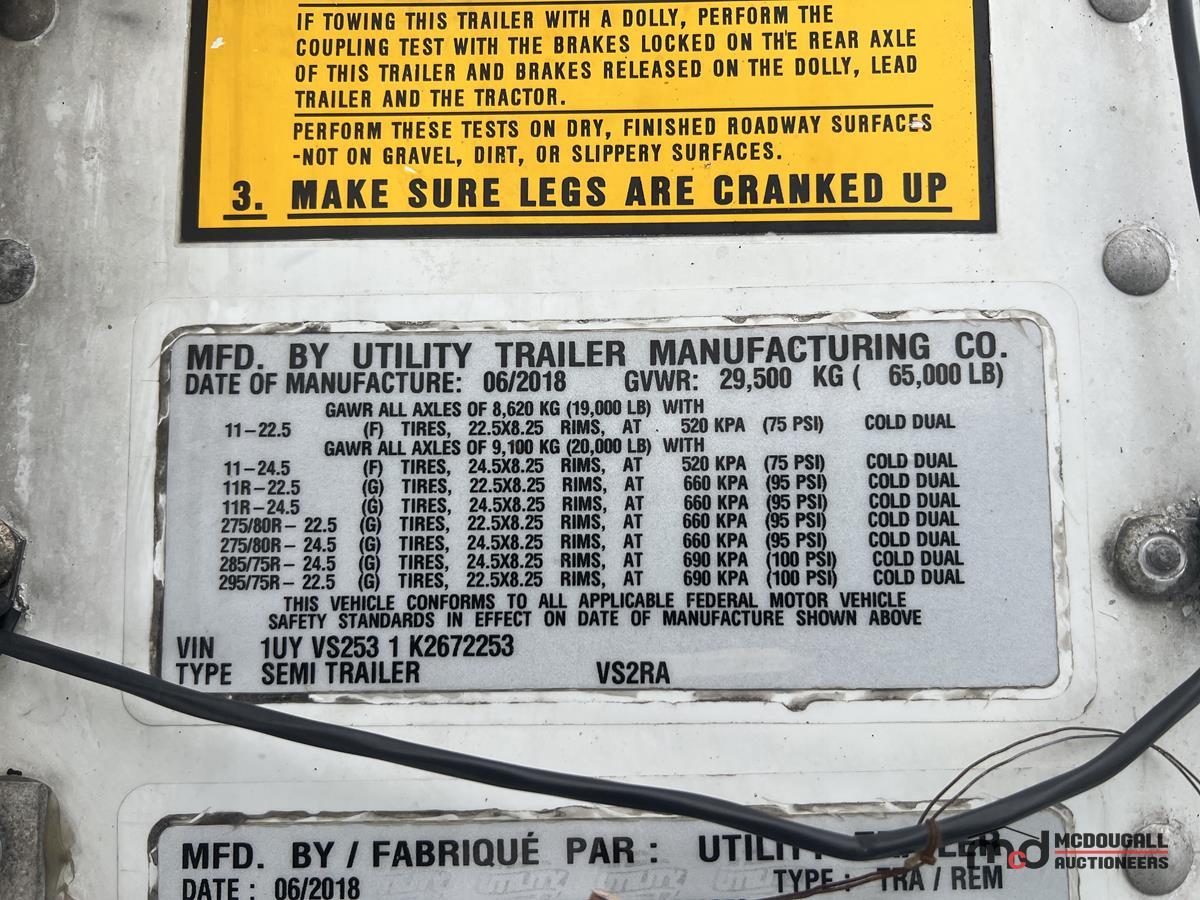 IF TOWING THIS TRAILER WITH A DOLLY, PERFORM THE
COUPLING TEST WITH THE BRAKES LOCKED ON THE REAR AXLE
OF THIS TRAILER AND BRAKES RELEASED ON THE DOLLY, LEAD
TRAILER AND THE TRACTOR.
PERFORM THESE TESTS ON DRY, FINISHED ROADWAY SURFACES
-NOT ON GRAVEL, DIRT, OR SLIPPERY SURFACES.
3. MAKE SURE LEGS ARE CRANKED UP
MFD. BY UTILITY TRAILER MANUFACTURING CO.
DATE OF MANUFACTURE: 06/2018 GVWR: 29,500 KG ( 65,000 LB)
GAWR ALL AXLES OF 8,620 KG (19,000 LB) WITH
11-22.5 (F) TIRES, 22.5X8.25 RIMS, AT 520 KPA (75 PSI) COLD DUAL
GAWR ALL AXLES OF 9,100 KG (20,000 LB) WITH
11-24.5 (F) TIRES, 24.5X8.25 RIMS, AT 520 KPA (75 PSI) COLD DUAL
11R-22.5 (G) TIRES, 22.5X8.25 RIMS, AT 660 KPA (95 PSI) COLD DUAL
11R-24.5 (G) TIRES, 24.5X8.25 RIMS, AT 660 KPA (95 PSI) COLD DUAL
275/80R- 22.5 (G) TIRES, 22.5X8.25 RIMS, AT 660 KPA (95 PSI) COLD DUAL
275/80R- 24.5 (G) TIRES, 24.5X8.25 RIMS, AT 660 KPA (95 PSI) COLD DUAL
285/75R- 24.5 (G) TIRES, 24.5X8.25 RIMS, AT 690 KPA (100 PSI) COLD DUAL
295/75R- 22.5 (G) TIRES, 22.5X8.25 RIMS, AT 690 KPA (100 PSI) COLD DUAL
THIS VEHICLE CONFORMS TO ALL APPLICABLE FEDERAL MOTOR VEHICLE
SAFETY STANDARDS IN EFFECT ON DATE OF MANUFACTURE SHOWN ABOVE
VIN 1UY VS253 1 K2672253
TYPE SEMI TRAILER VS2RA
MFD. BY / FABRIQUÉ PAR : UTILITY TRAILER
DATE : 06/2018 TYPE : TRA / REM
mcd MCDOUGALL
AUCTIONEERS